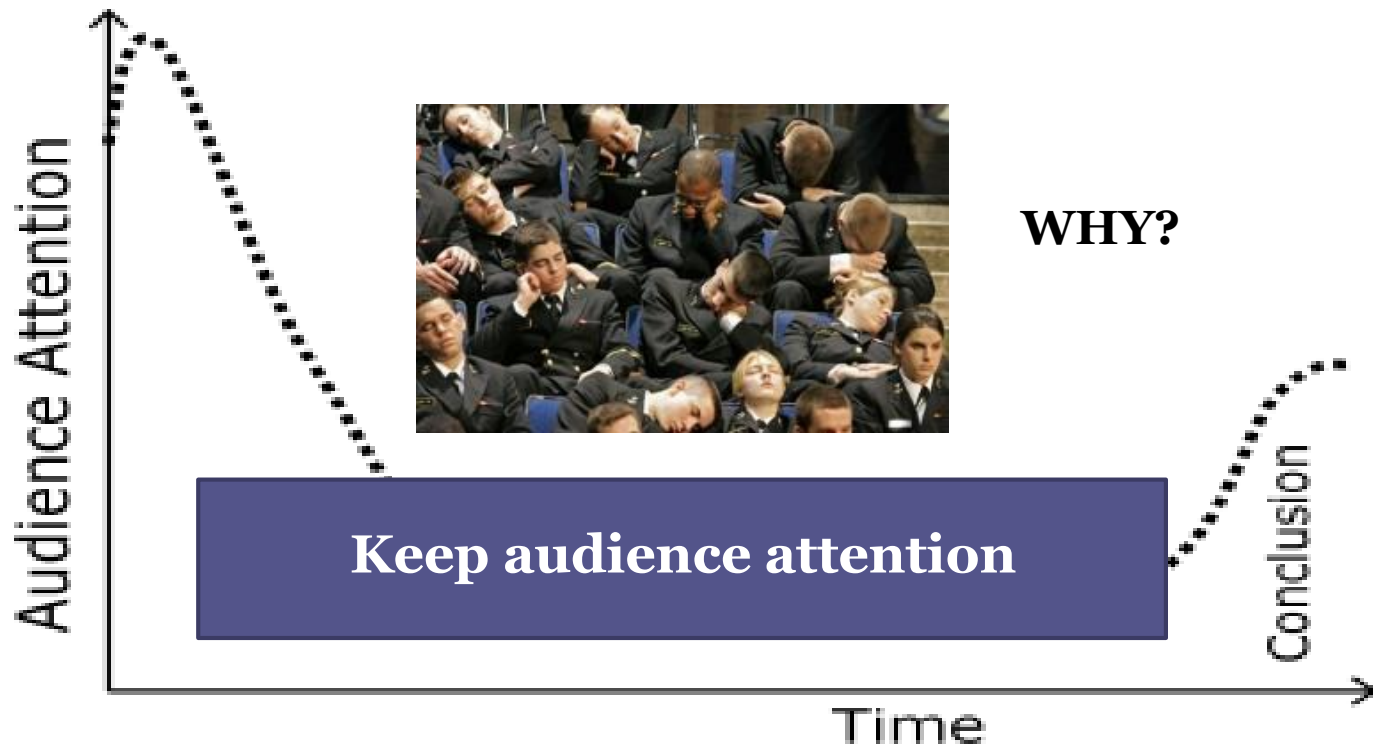 Audience Attention
WHY?
Keep audience attention
Conclusion
Time